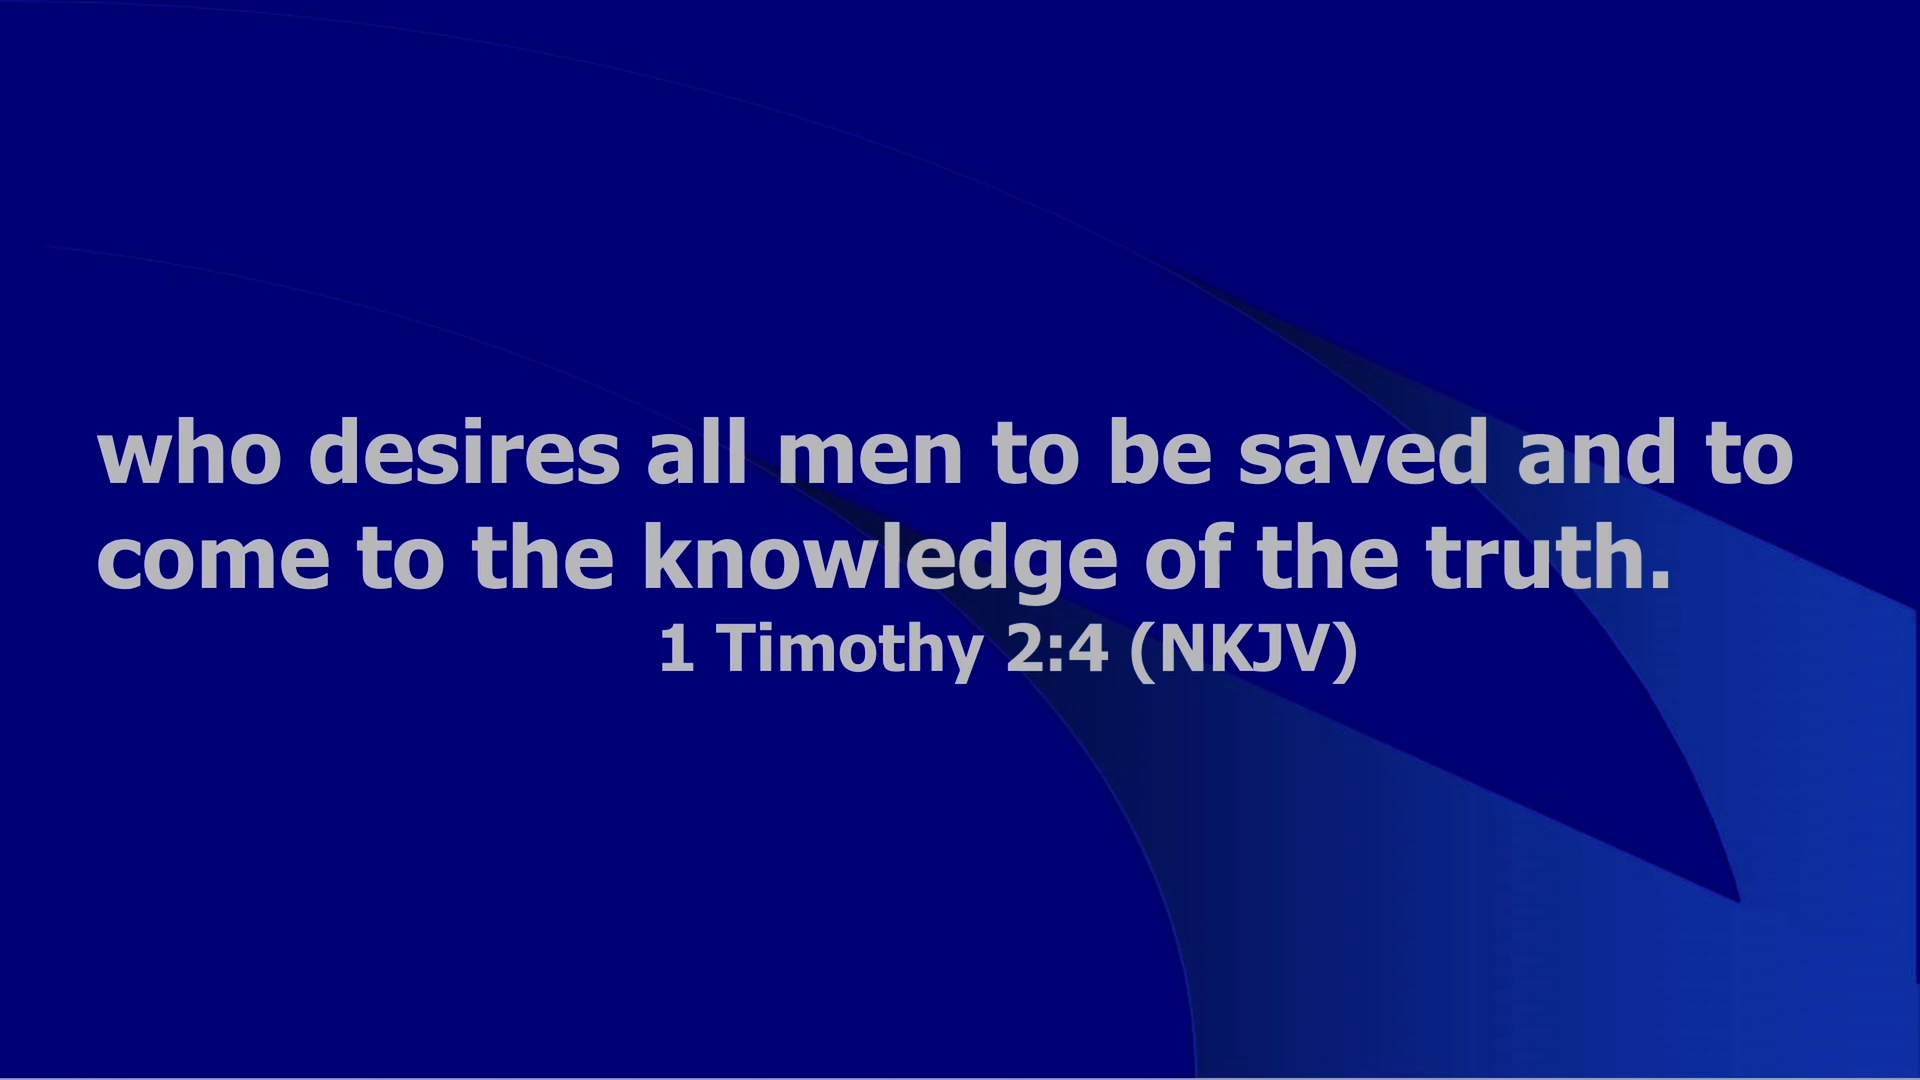 who desires all men to be saved and to
come to the knowledge of the truth.
1 Timothy 2:4 (NKJV)